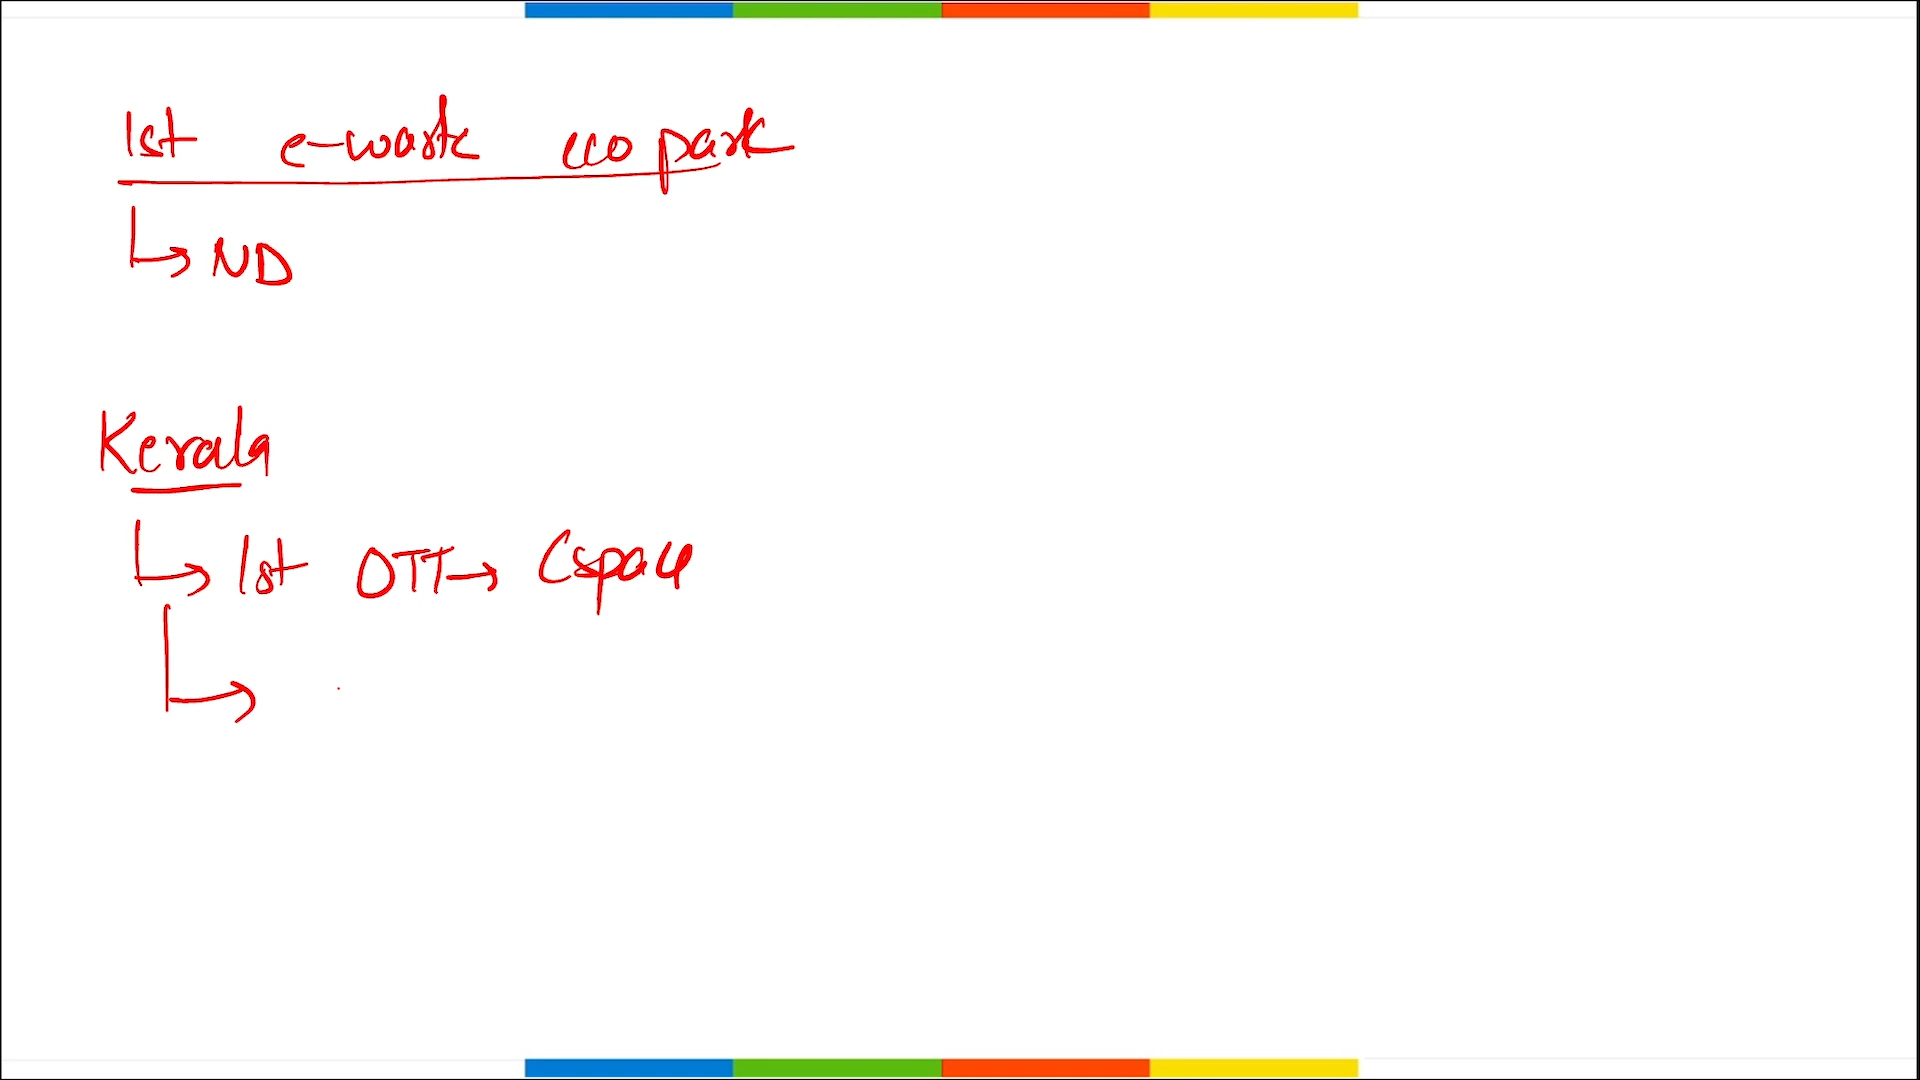 1st e-waste eco park
↳ ND
Kerala
↳ 1st OTT → Cspace
↳